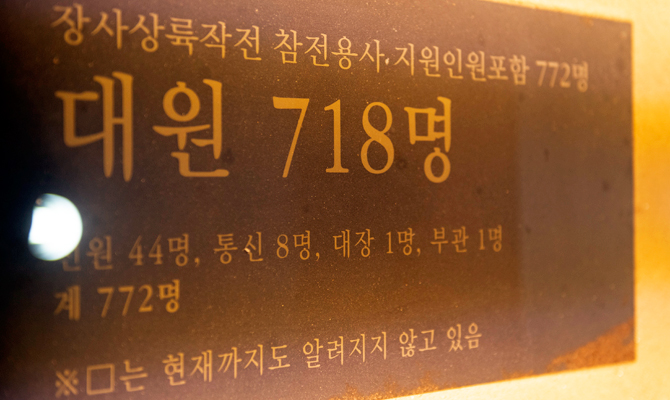 장사상륙작전 참전용사·지원인원포함 772명
대원 718명
44명, 통신 8명, 대장 1명, 부관 1명
계 772명
※□는 현재까지도 알려지지 않고 있음